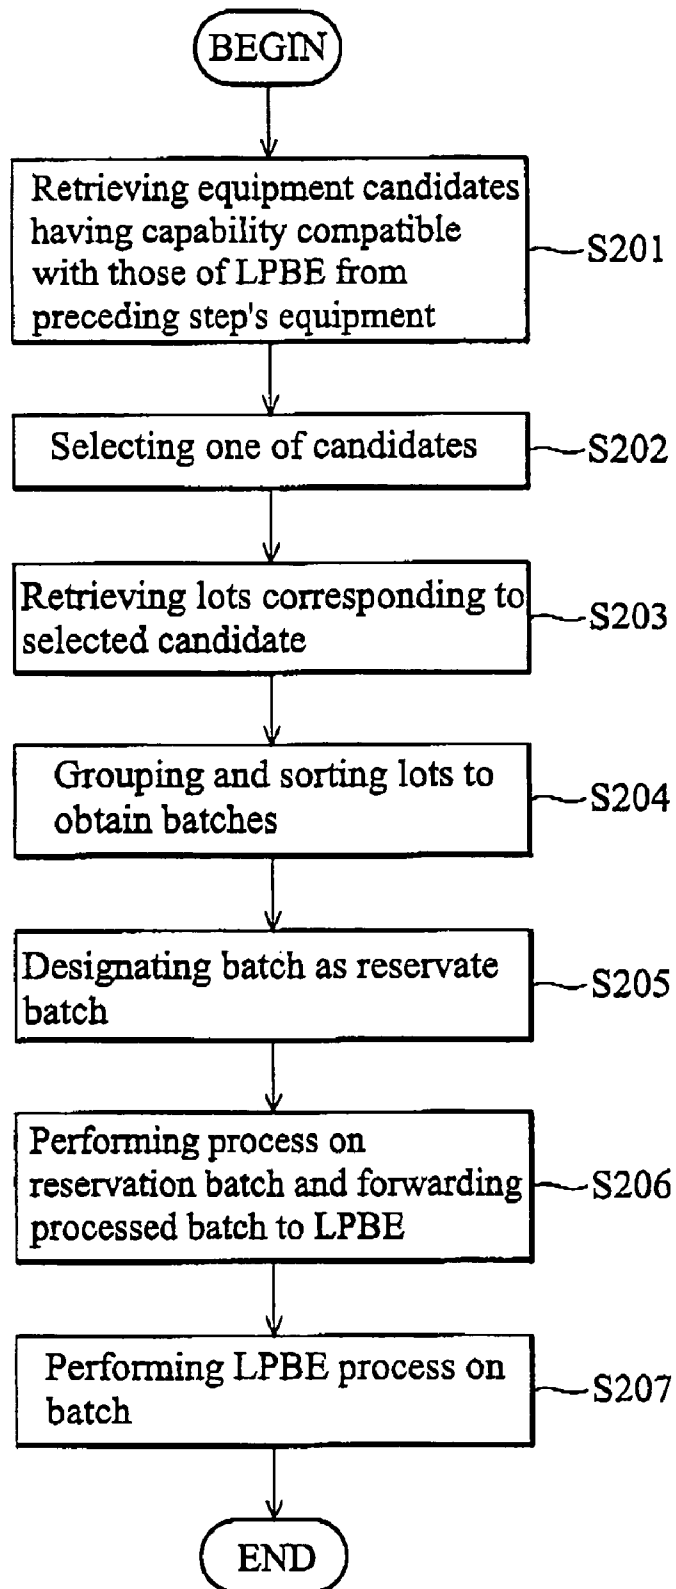 BEGIN
Retrieving equipment candidates
having capability compatible
with those of LPBE from
preceding step's equipment
S201
Selecting one of candidates
S202
Retrieving lots corresponding to
selected candidate
S203
Grouping and sorting lots to
obtain batches
S204
Designating batch as reservate
batch
S205
Performing process on
reservation batch and forwarding
processed batch to LPBE
S206
Performing LPBE process on
batch
S207
END